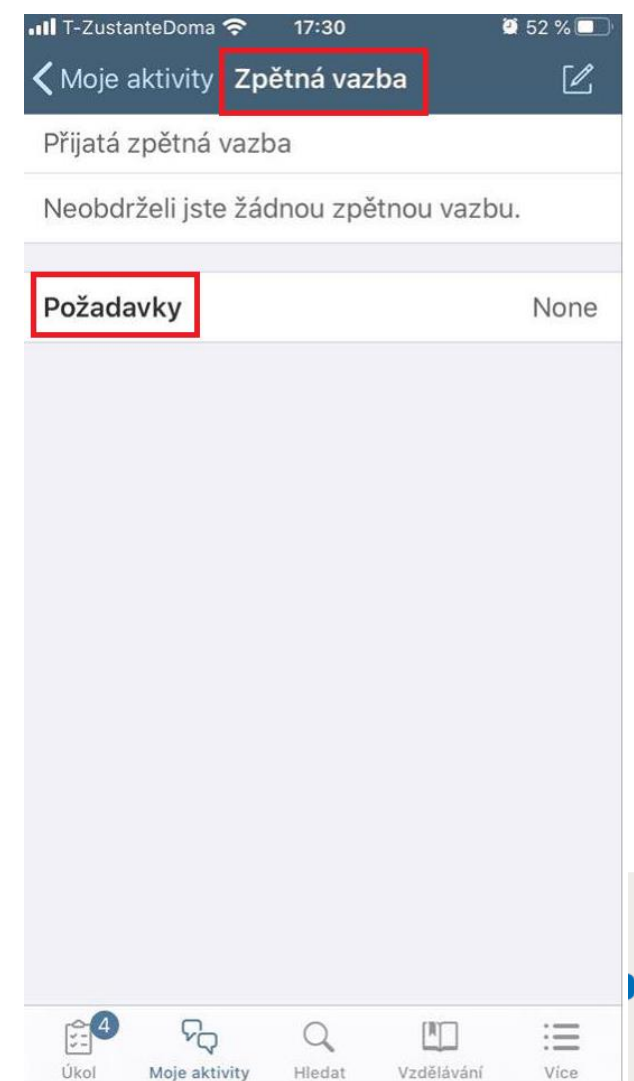 T-ZustanteDoma 17:30 52 %
Moje aktivity Zpětná vazba
Přijatá zpětná vazba
Neobdrželi jste žádnou zpětnou vazbu.
Požadavky None
4
Úkol Moje aktivity Hledat Vzdělávání Více